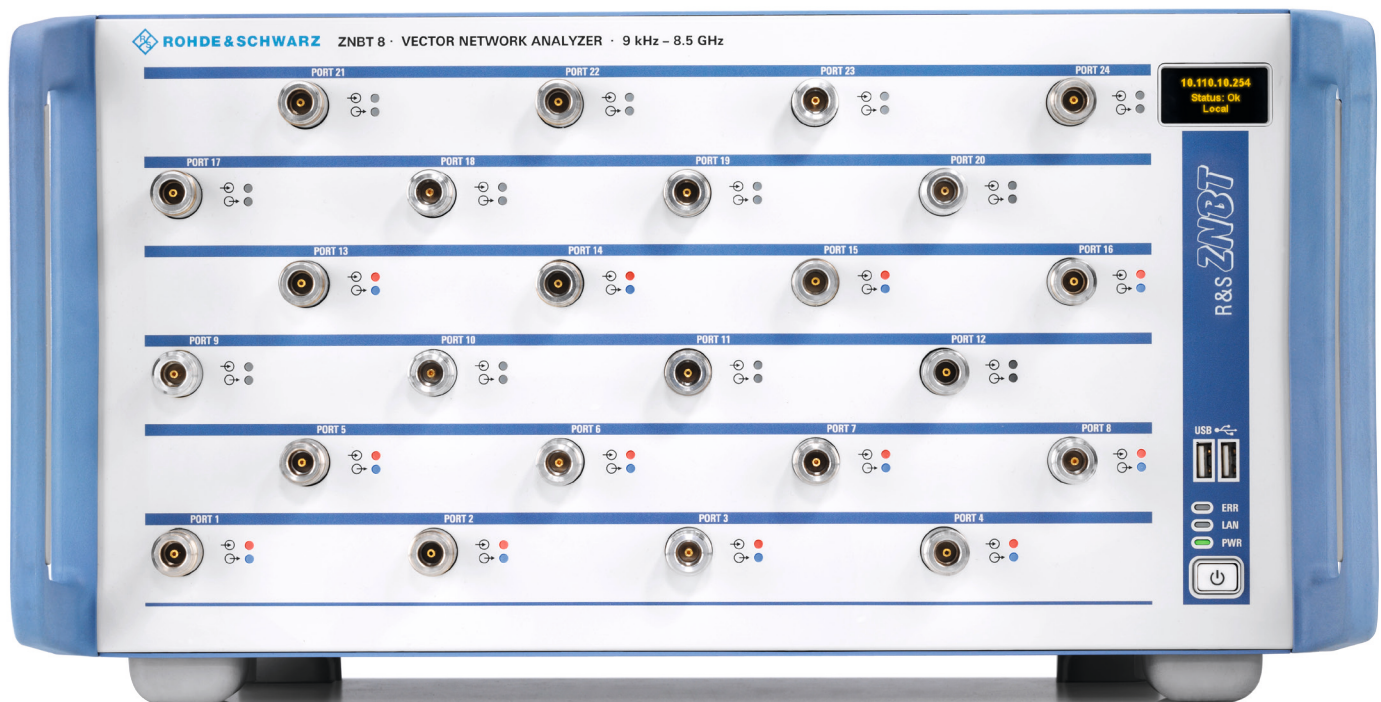 ROHDE & SCHWARZ ZNBT 8 · VECTOR NETWORK ANALYZER · 9 kHz – 8.5 GHz
PORT 21 PORT 22 PORT 23 PORT 24
10.110.10.254
Status: Ok
Local
PORT 17 PORT 18 PORT 19 PORT 20
R&S ZNBT
PORT 13 PORT 14 PORT 15 PORT 16
PORT 9 PORT 10 PORT 11 PORT 12
PORT 5 PORT 6 PORT 7 PORT 8
USB
ERR
LAN
PWR
PORT 1 PORT 2 PORT 3 PORT 4